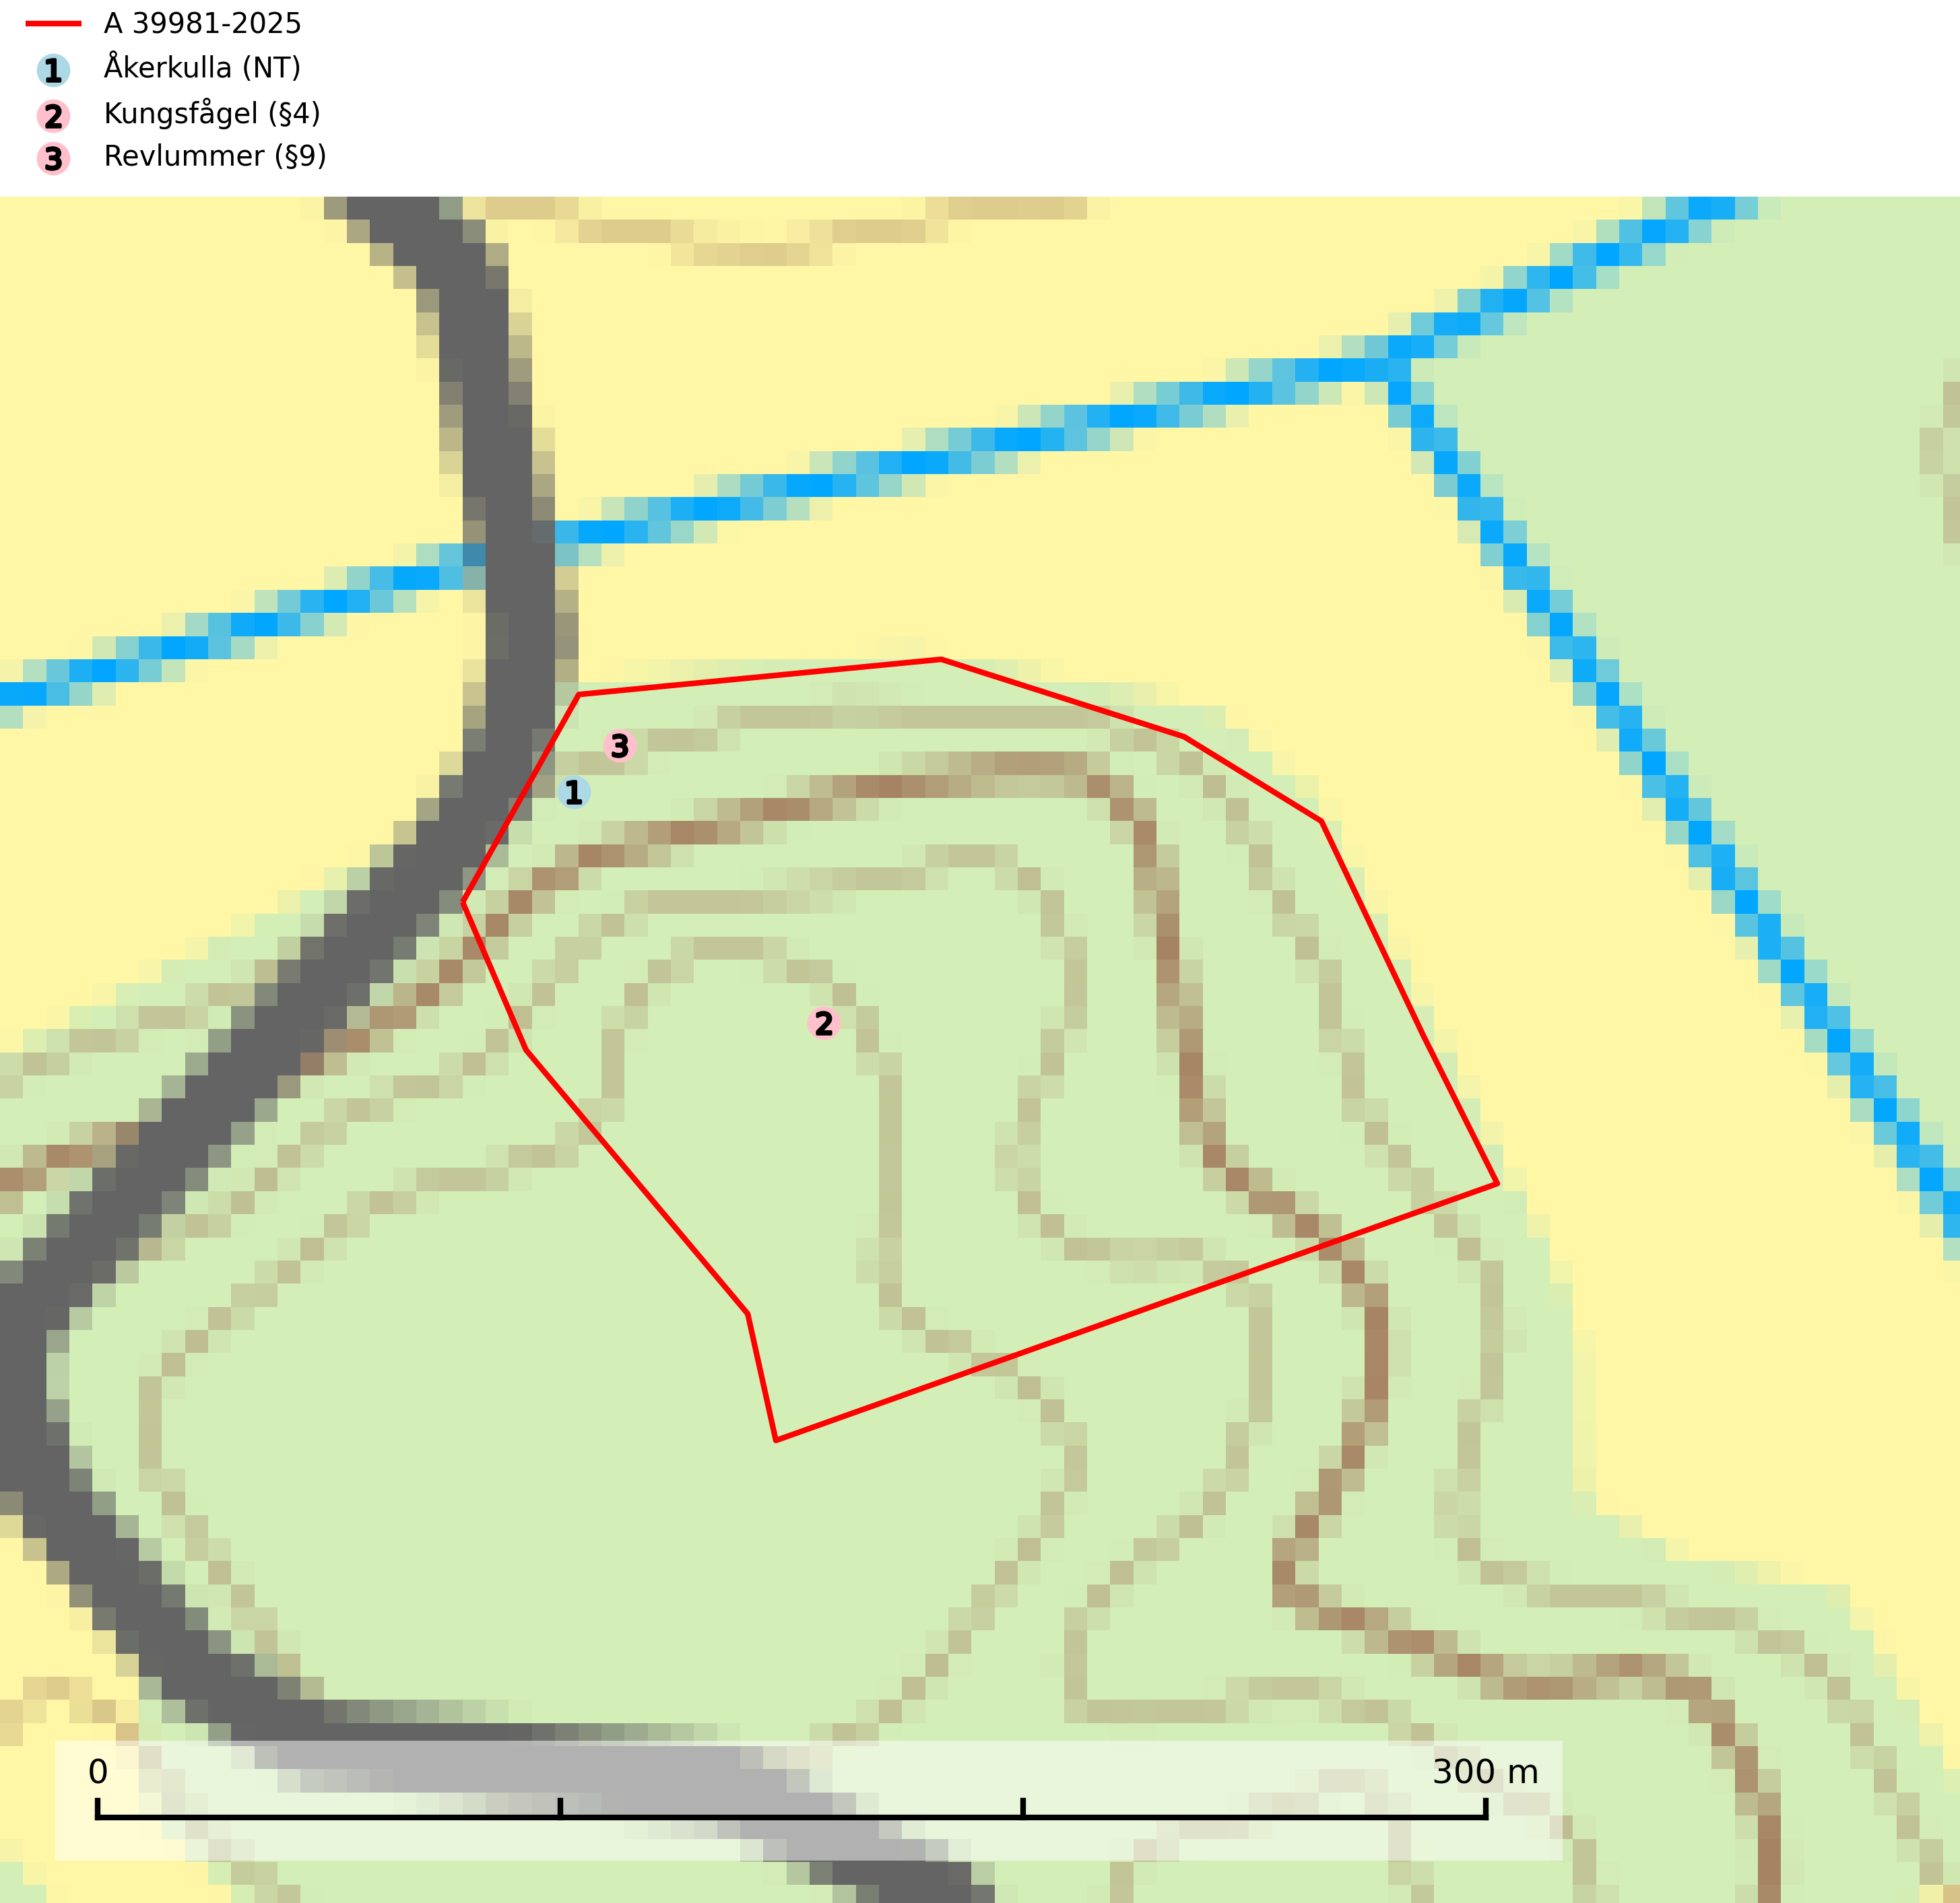 A 39981-2025
1 Åkerkulla (NT)
2 Kungsfågel (§4)
3 Revlummer (§9)
3
1
2
0 300 m